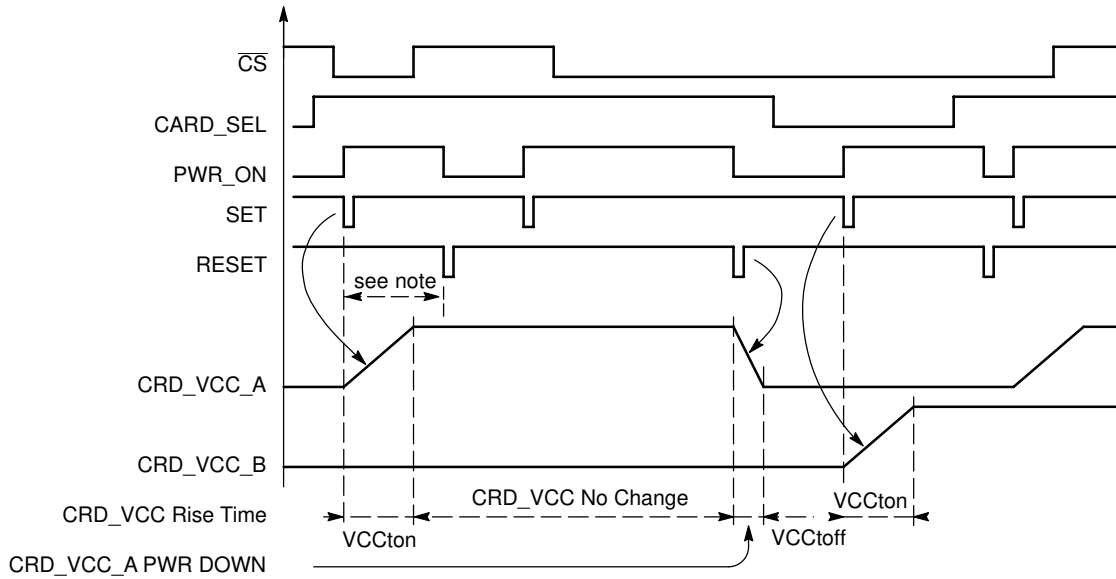 CS
CARD_SEL
PWR_ON
SET
RESET
see note
CRD_VCC_A
CRD_VCC_B
CRD_VCC Rise Time
VCCton
CRD_VCC No Change
VCCtoff
VCCton
CRD_VCC_A PWR DOWN